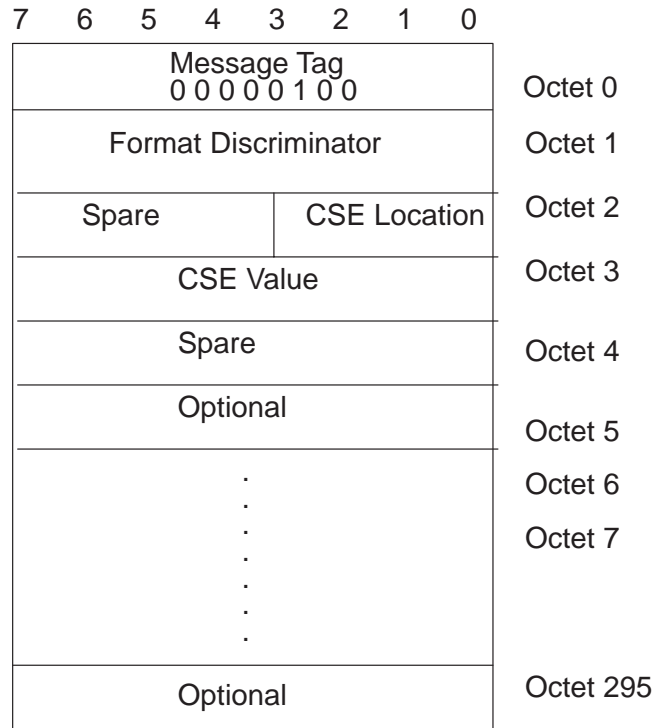 7 6 5 4 3 2 1 0
Message Tag
0 0 0 0 0 1 0 0
Octet 0
Format Discriminator
Octet 1
Spare
CSE Location
Octet 2
CSE Value
Octet 3
Spare
Octet 4
Optional
Octet 5
.
Octet 6
.
.
Octet 7
.
.
.
.
Optional
Octet 295